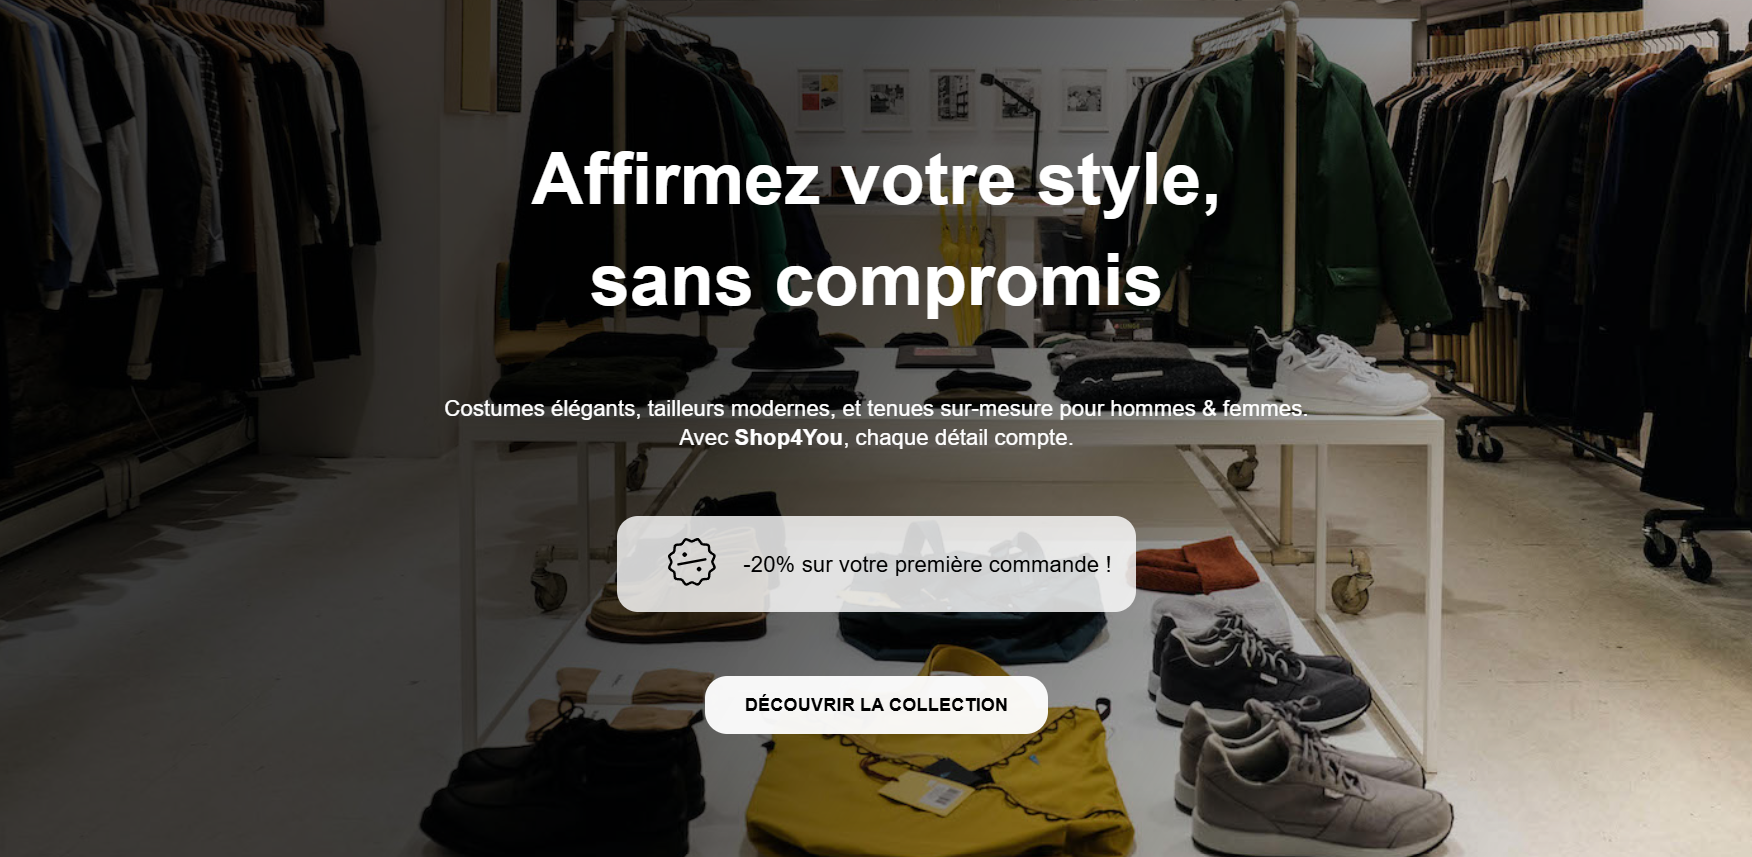 Affirmez votre style,
sans compromis
Costumes élégants, tailleurs modernes, et tenues sur-mesure pour hommes & femmes.
Avec Shop4You, chaque détail compte.
-20% sur votre première commande !
DÉCOUVRIR LA COLLECTION